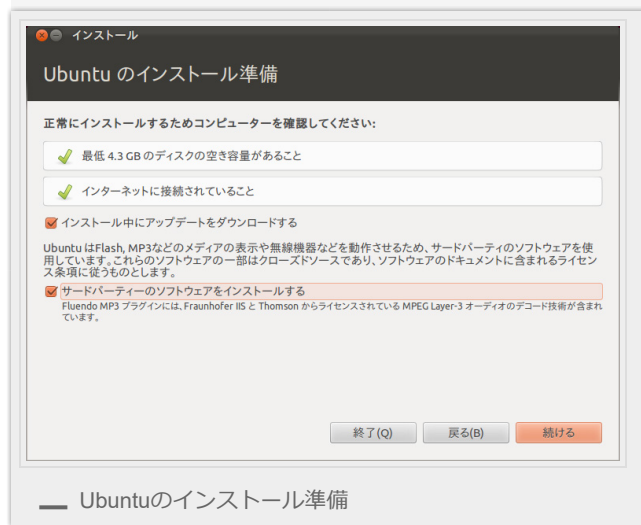 インストール
Ubuntu のインストール準備
正常にインストールするためコンピューターを確認してください:
最低 4.3 GB のディスクの空き容量があること
インターネットに接続されていること
インストール中にアップデートをダウンロードする
Ubuntu はFlash, MP3などのメディアの表示や無線機器などを動作させるため、サードパーティのソフトウェアを使
用しています。これらのソフトウェアの一部はクローズドソースであり、ソフトウェアのドキュメントに含まれるライセン
ス条項に従うものとします。
サードパーティーのソフトウェアをインストールする
Fluendo MP3 プラグインには、Fraunhofer IIS と Thomson からライセンスされている MPEG Layer-3 オーディオのデコード技術が含まれ
ています。
終了(Q) 戻る(B) 続ける
Ubuntuのインストール準備